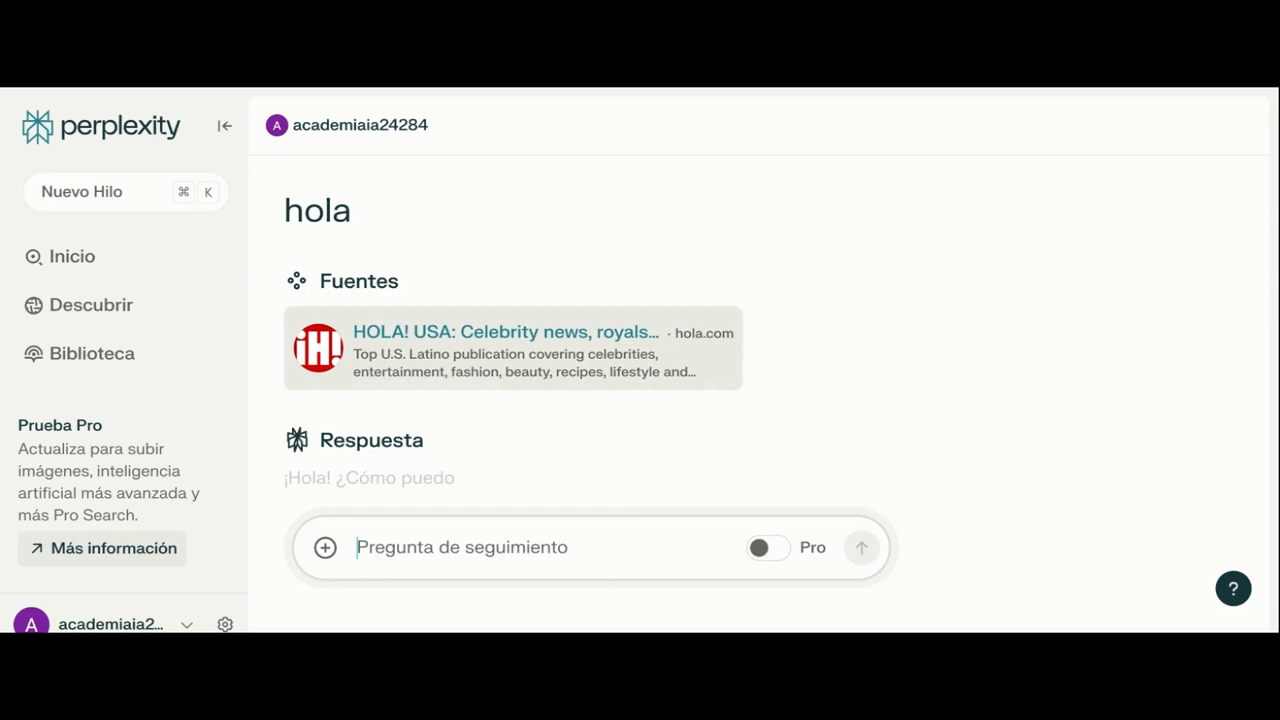 perplexity
Nuevo Hilo ⌘ K
Inicio
Descubrir
Biblioteca
Prueba Pro
Actualiza para subir
imágenes, inteligencia
artificial más avanzada y
más Pro Search.
Más información
A academiaia2...
A academiaia24284
hola
Fuentes
¡H! HOLA! USA: Celebrity news, royals... · hola.com
Top U.S. Latino publication covering celebrities,
entertainment, fashion, beauty, recipes, lifestyle and...
Respuesta
¡Hola! ¿Cómo puedo
Pregunta de seguimiento Pro
?